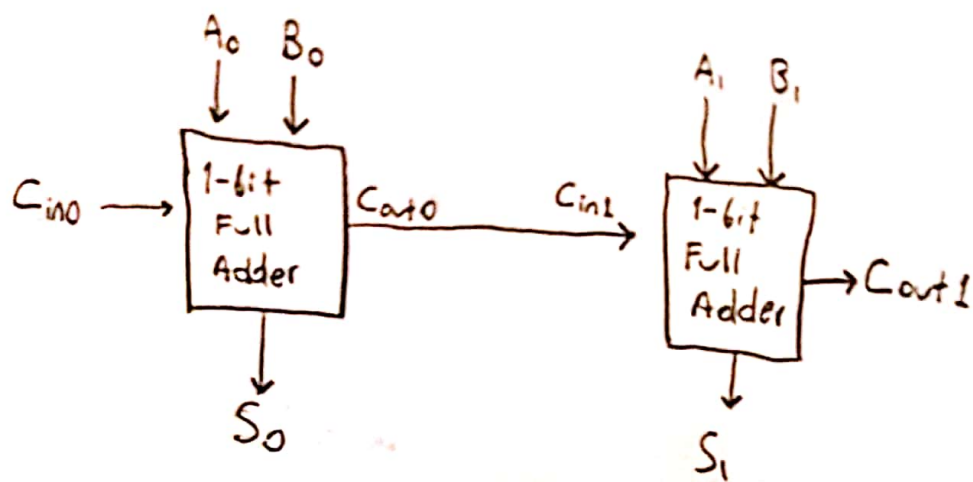 A0 B0
A1 B1
Cin0
1-bit
Full
Adder
Cout0
Cin1
1-bit
Full
Adder
Cout1
S0
S1